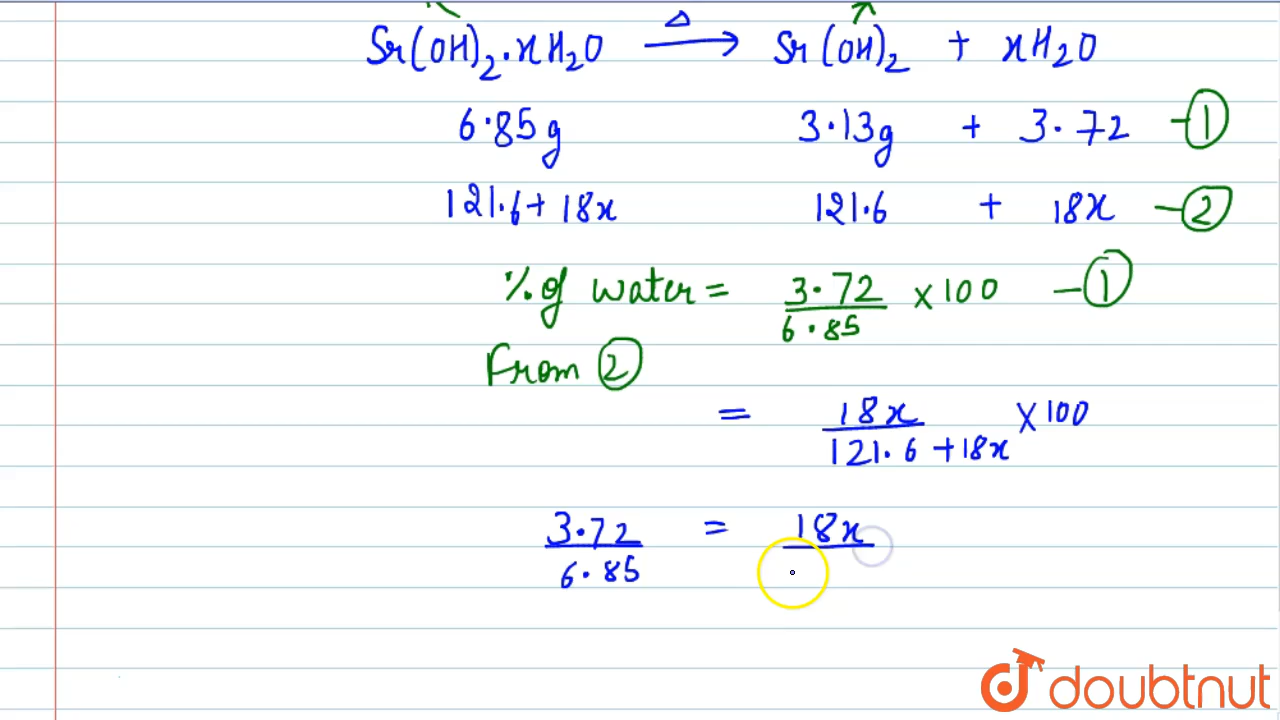 Sr(OH)₂.xH₂O —Δ→ Sr(OH)₂ + xH₂O
6.85g 3.13g + 3.72 -①
121.6+18x 121.6 + 18x -②
% of water = 3.72/6.85 ×100 -①
From ②
= 18x/121.6+18x ×100
3.72/6.85 = 18x
doubtnut